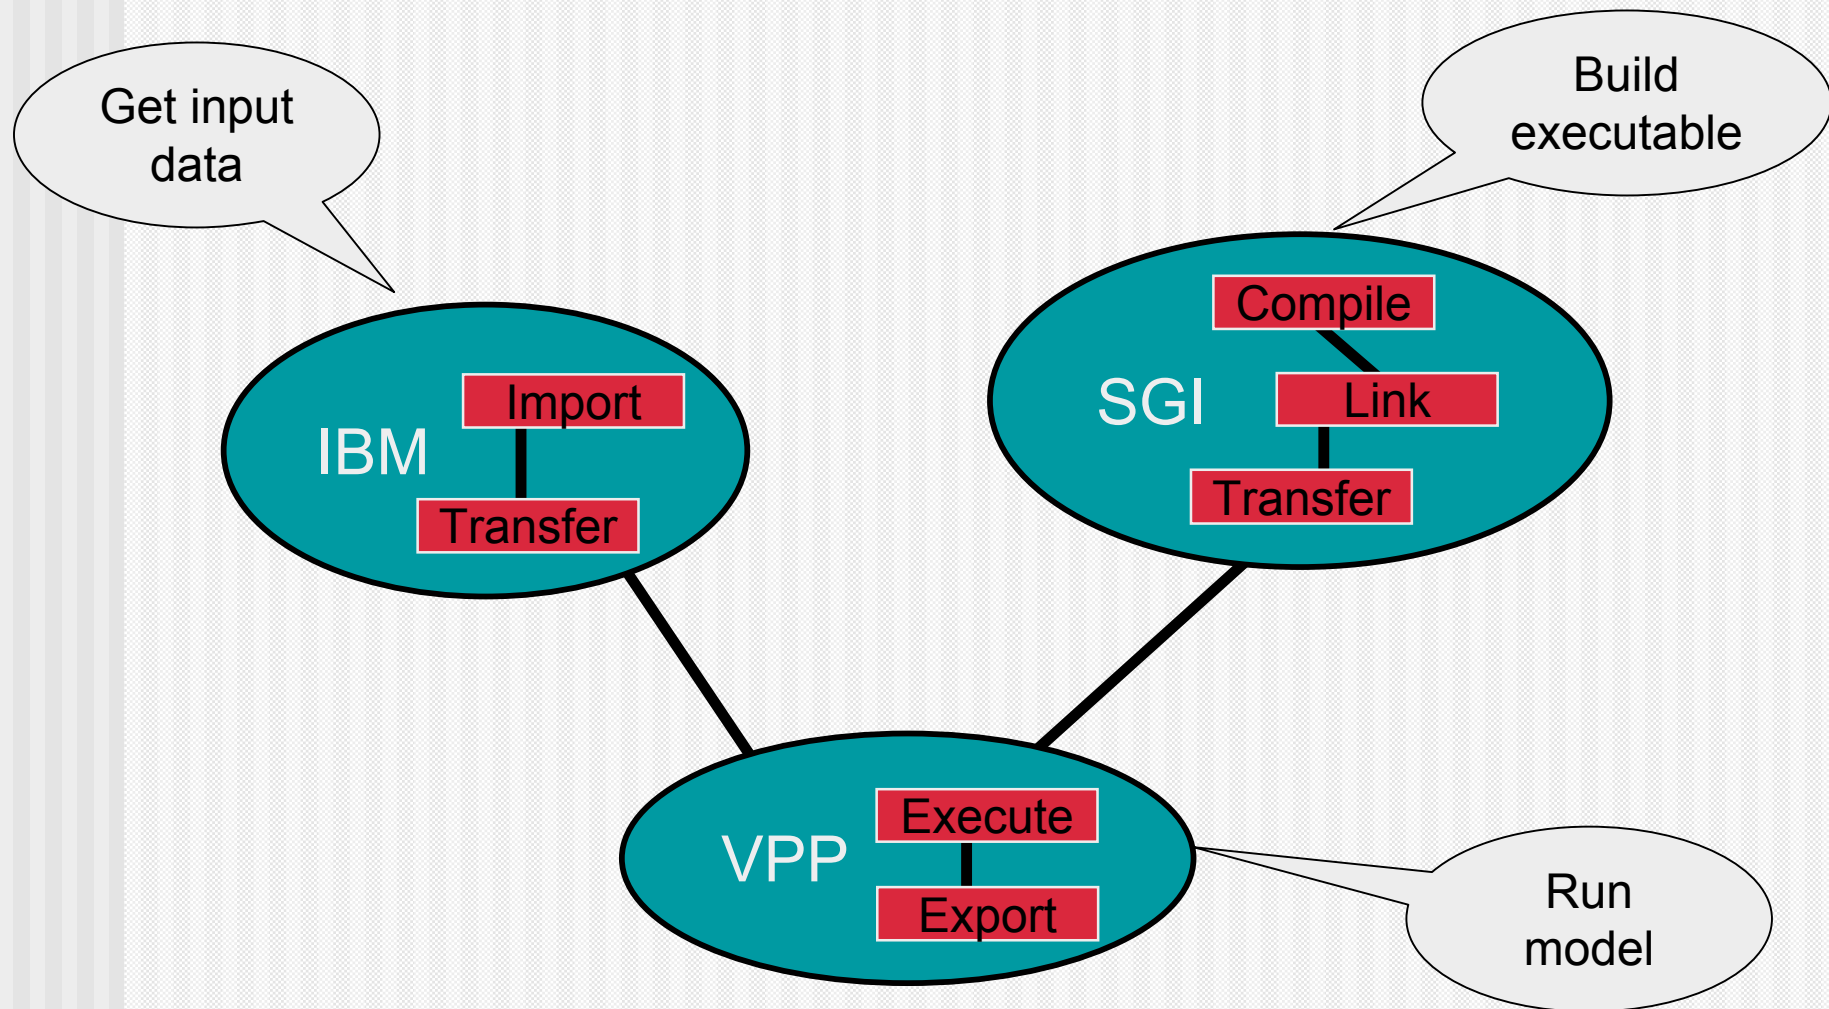 Get input
data
Build
executable
IBM
Import
Transfer
SGI
Compile
Link
Transfer
VPP
Execute
Export
Run
model